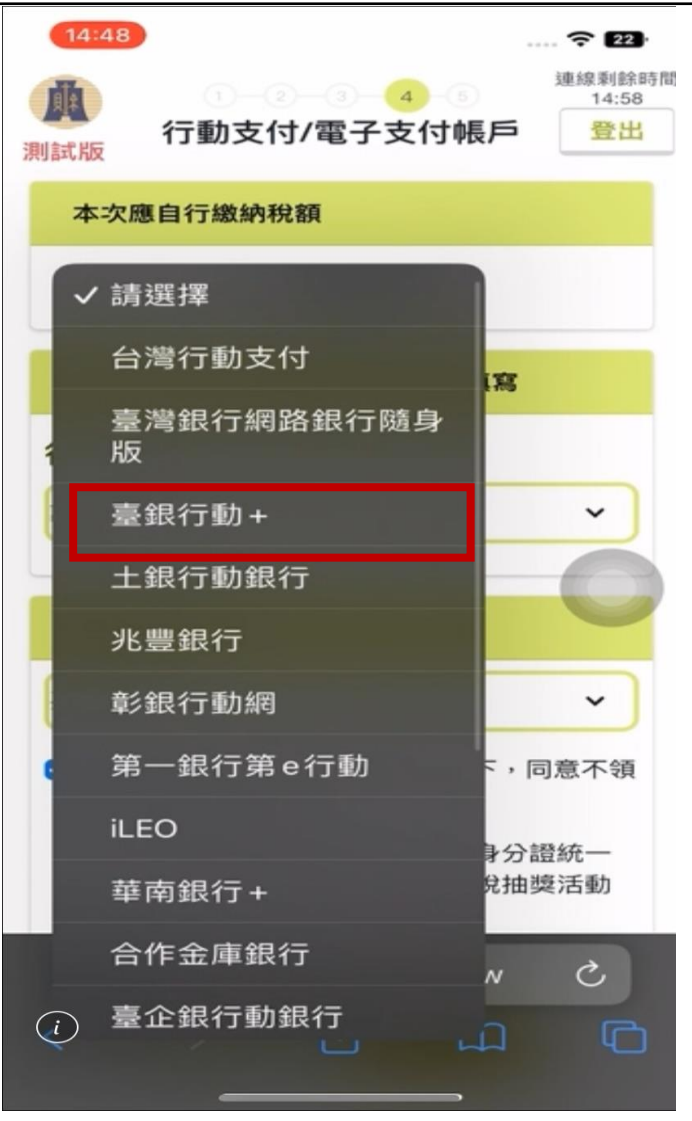 14:48
22
連線剩餘時間
14:58
登出
測試版
1 2 3 4 5
行動支付/電子支付帳戶
本次應自行繳納稅額
✓ 請選擇
台灣行動支付
臺灣銀行網路銀行隨身
版
臺銀行動+
土銀行動銀行
兆豐銀行
彰銀行動網
第一銀行第e行動
iLEO
華南銀行+
合作金庫銀行
臺企銀行動銀行
寫
下,同意不領
身分證統一
稅抽獎活動
w